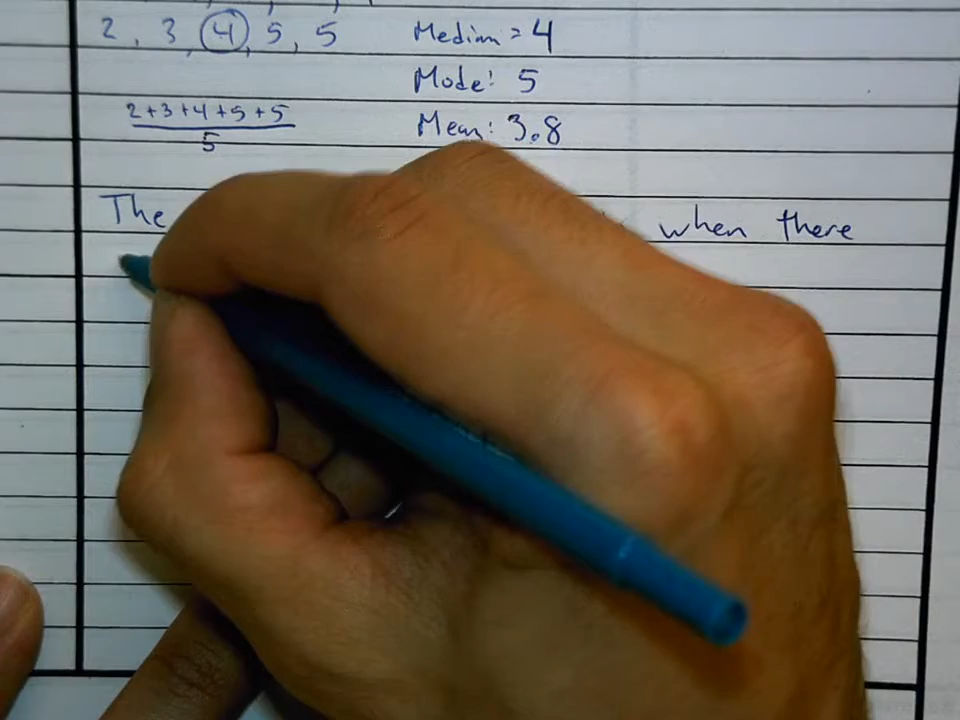 2, 3, 4, 5, 5 Median = 4
Mode: 5
2+3+4+5+5 Mean: 3.8
5
The when there